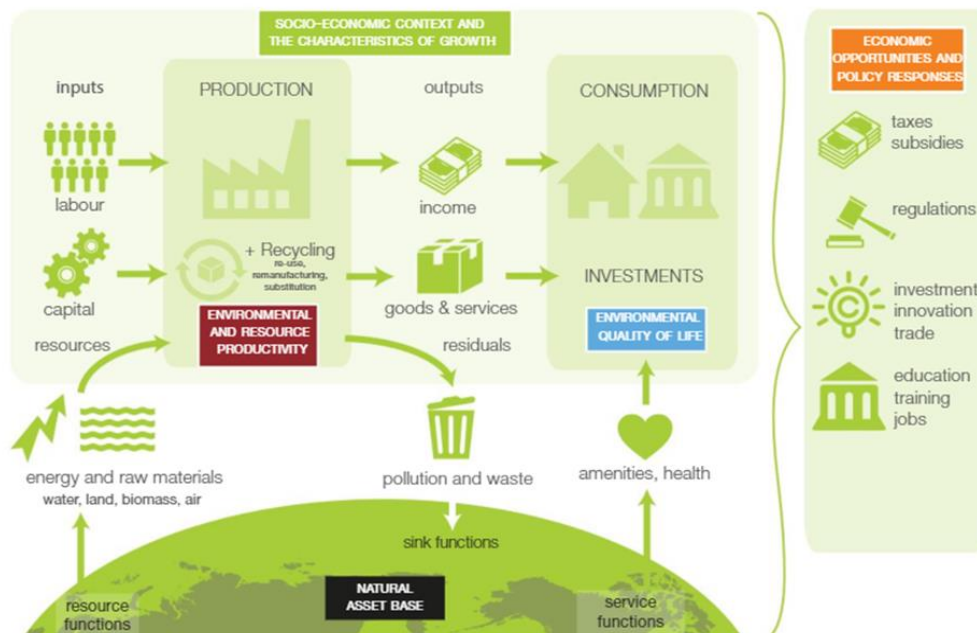 SOCIO-ECONOMIC CONTEXT AND
THE CHARACTERISTICS OF GROWTH
inputs
PRODUCTION
outputs
CONSUMPTION
labour
income
+ Recycling
re-use,
remanufacturing,
substitution
INVESTMENTS
capital
goods & services
ENVIRONMENTAL
AND RESOURCE
PRODUCTIVITY
ENVIRONMENTAL
QUALITY OF LIFE
resources
residuals
energy and raw materials
water, land, biomass, air
pollution and waste
amenities, health
sink functions
NATURAL
ASSET BASE
resource
functions
service
functions
ECONOMIC
OPPORTUNITIES AND
POLICY RESPONSES
taxes
subsidies
regulations
C
investment
innovation
trade
education
training
jobs